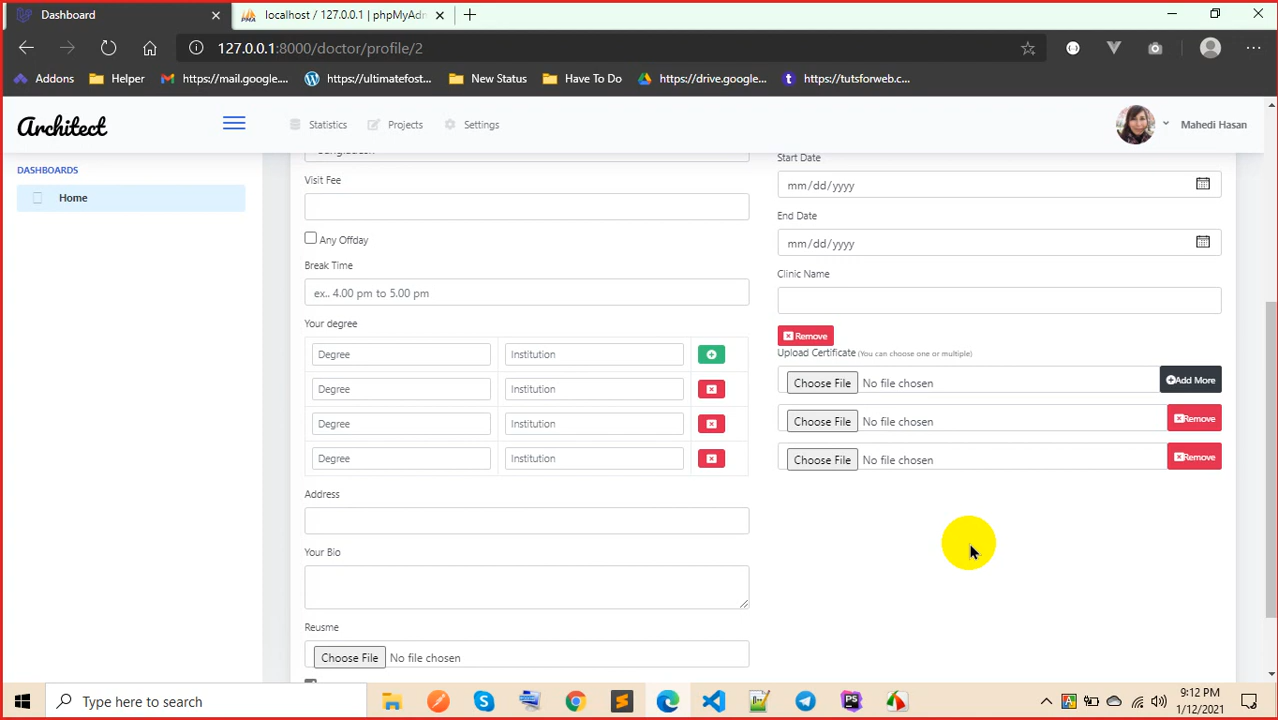 Dashboard
localhost / 127.0.0.1 | phpMyAdn
127.0.0.1:8000/doctor/profile/2
Addons
Helper
https://mail.google....
https://ultimatefost...
New Status
Have To Do
https://drive.google...
https://tutsforweb.c...
Architect
Statistics
Projects
Settings
Mahedi Hasan
DASHBOARDS
Home
Visit Fee
Any Offday
Break Time
ex.. 4.00 pm to 5.00 pm
Your degree
Degree Institution
Degree Institution
Degree Institution
Degree Institution
Address
Your Bio
Reusme
Choose File No file chosen
Start Date
mm/dd/yyyy
End Date
mm/dd/yyyy
Clinic Name
Remove
Upload Certificate (You can choose one or multiple)
Choose File No file chosen Add More
Choose File No file chosen Remove
Choose File No file chosen Remove
Type here to search
9:12 PM
1/12/2021